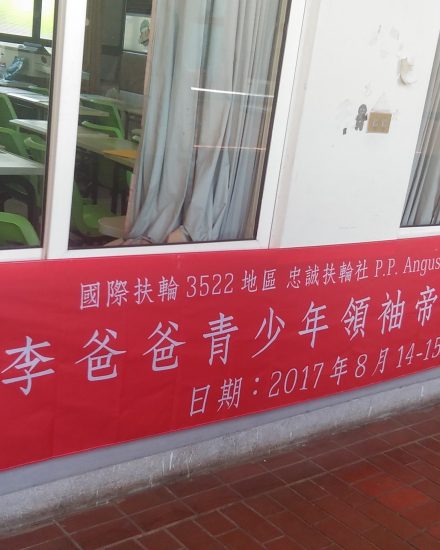 國際扶輪 3522 地區 忠誠扶輪社 P.P. Angus
李爸爸青少年領袖帝
日期：2017 年 8 月 14-15